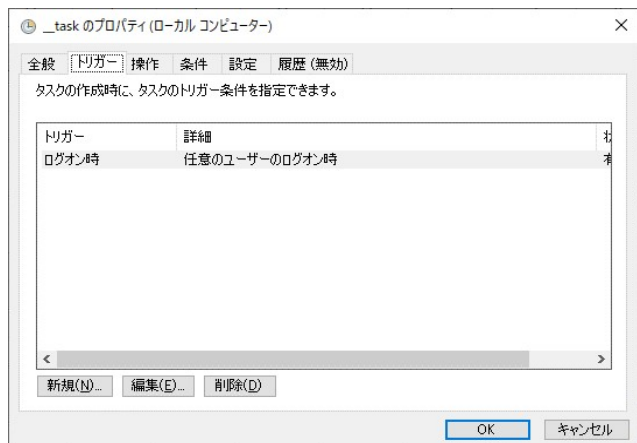 __task のプロパティ (ローカル コンピューター)
全般 トリガー 操作 条件 設定 履歴 (無効)
タスクの作成時に、タスクのトリガー条件を指定できます。
トリガー 詳細
ログオン時 任意のユーザーのログオン時
新規(N)... 編集(E)... 削除(D)
OK キャンセル